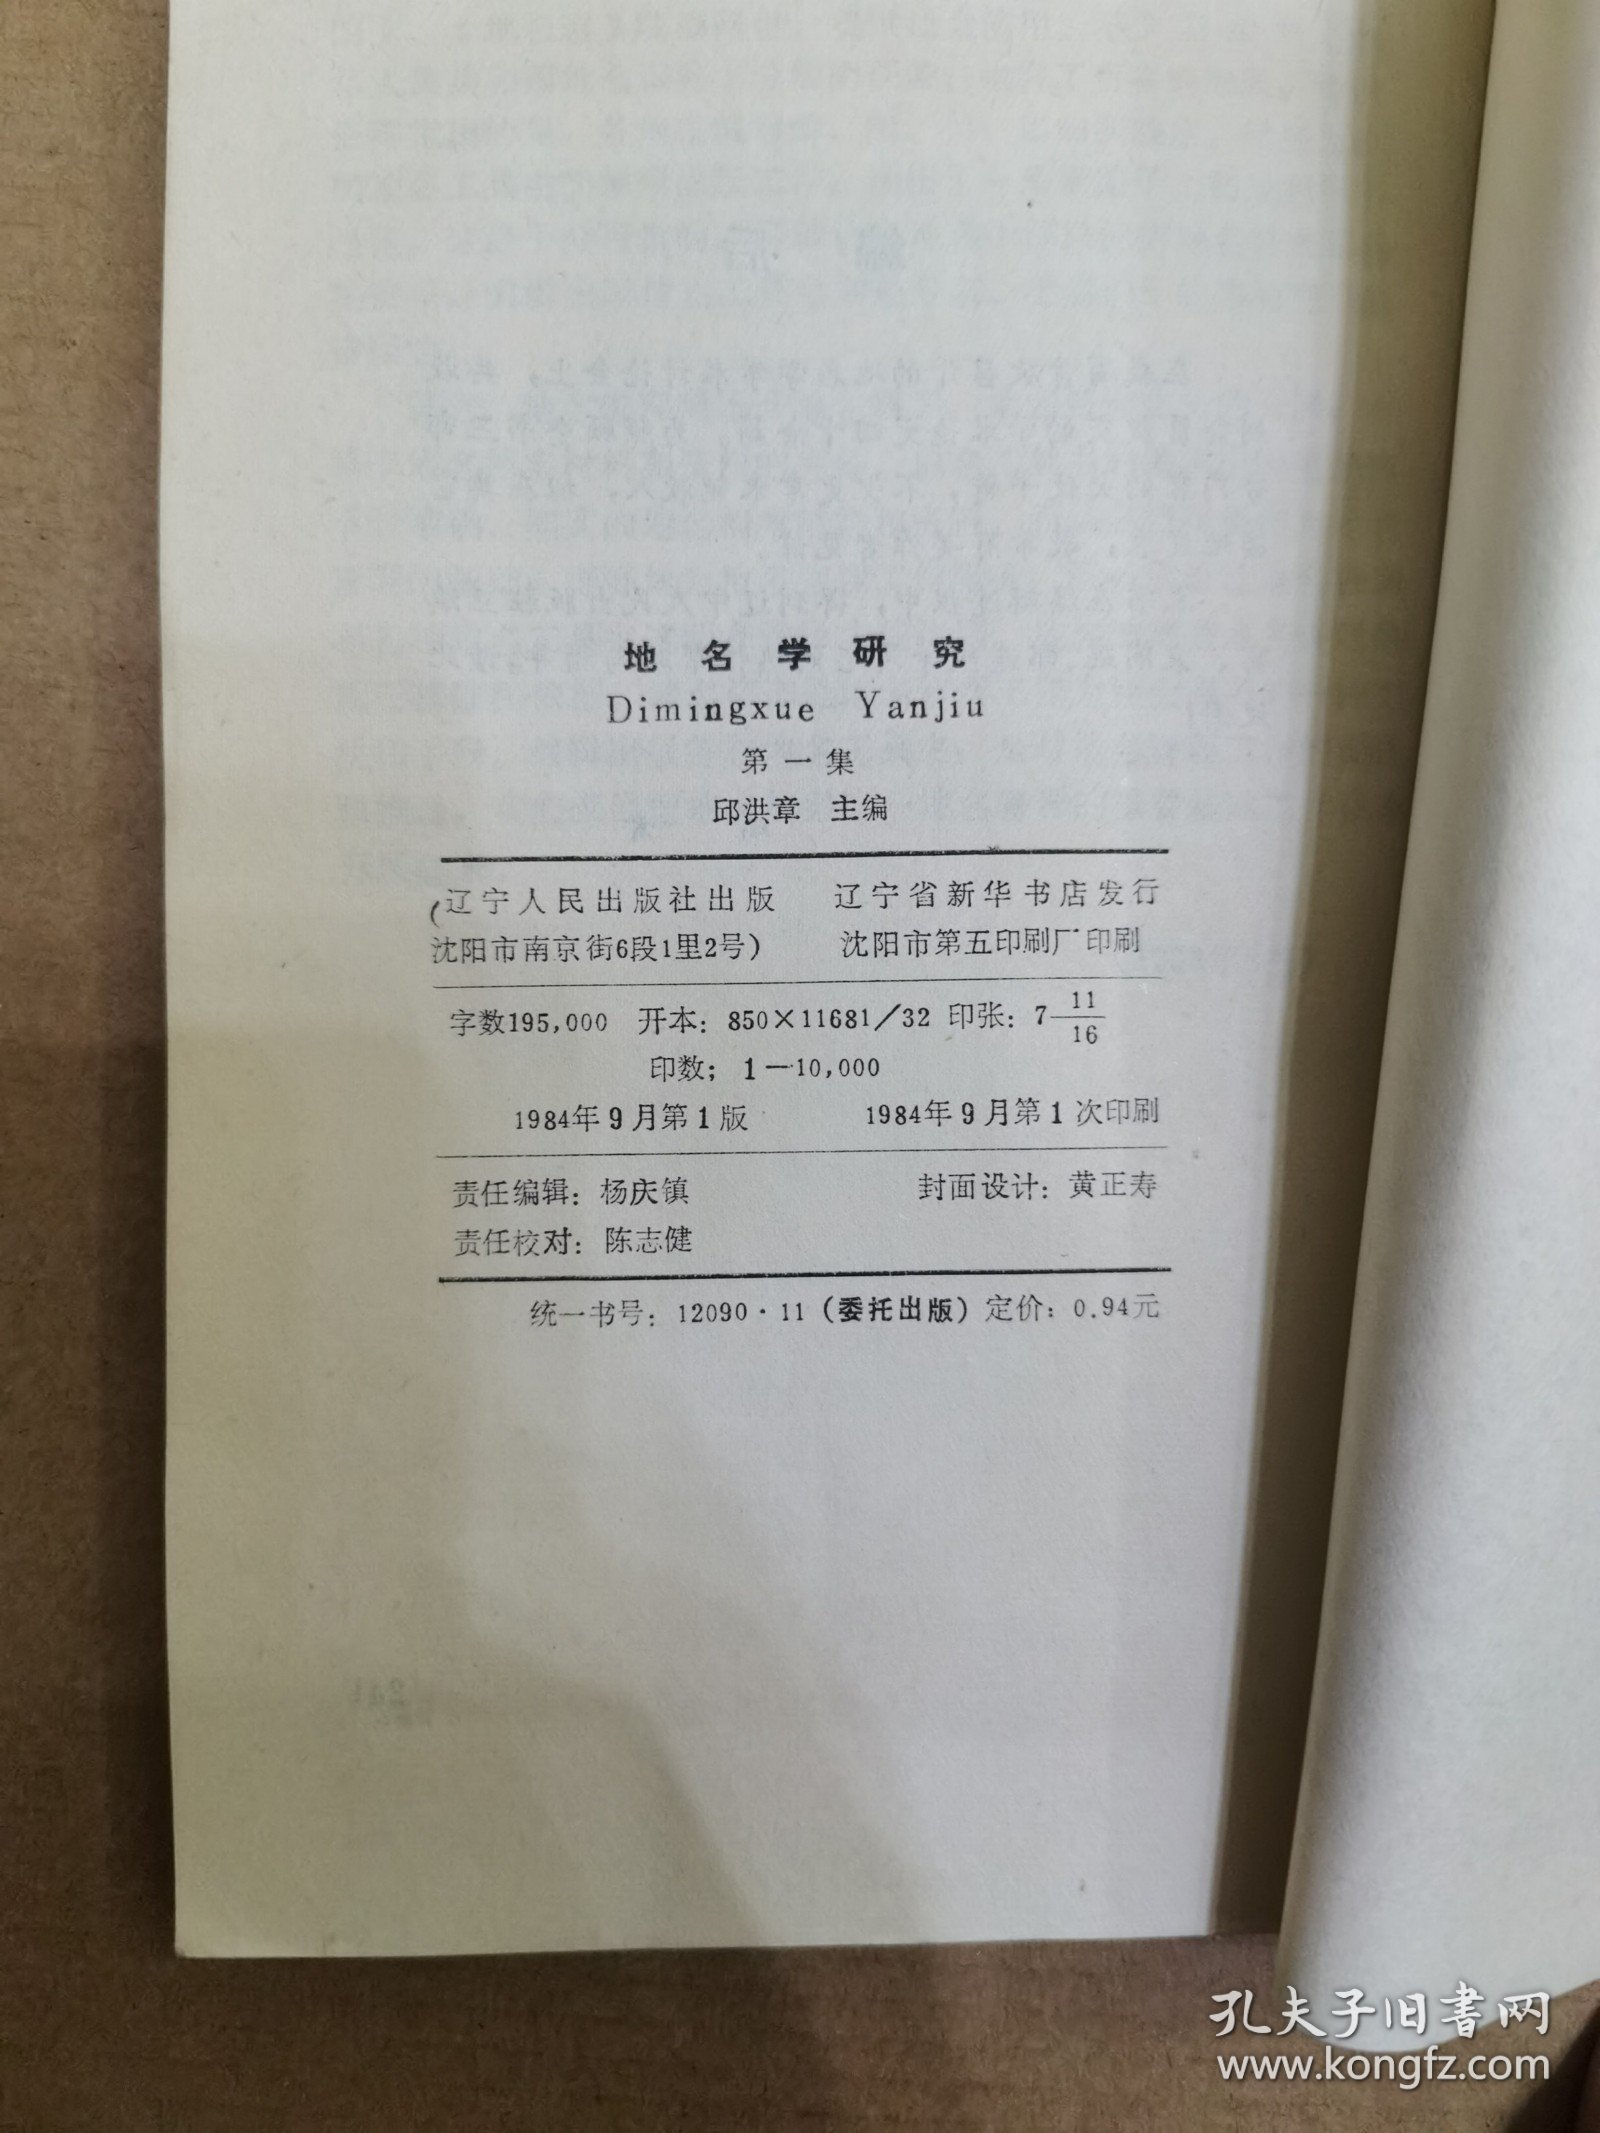 地名学研究
Dimingxue Yanjiu
第一集
邱洪章 主编
辽宁人民出版社出版 辽宁省新华书店发行
(沈阳市南京街6段1里2号) 沈阳市第五印刷厂印刷
字数195,000 开本：850×11681/32 印张：7 11/16
印数；1—10,000
1984年9月第1版 1984年9月第1次印刷
责任编辑：杨庆镇 封面设计：黄正寿
责任校对：陈志健
统一书号：12090·11（委托出版）定价：0.94元
孔夫子旧书网
www.kongfz.com